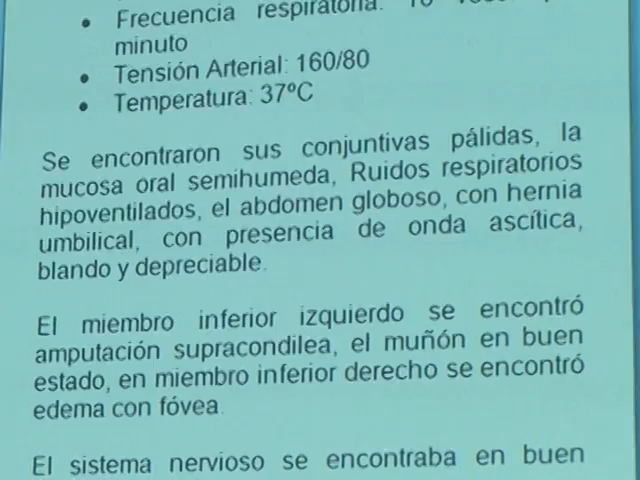 • Frecuencia respiratoria:
minuto
• Tensión Arterial: 160/80
• Temperatura: 37ºC
Se encontraron sus conjuntivas pálidas, la
mucosa oral semihumeda, Ruidos respiratorios
hipoventilados, el abdomen globoso, con hernia
umbilical, con presencia de onda ascítica,
blando y depreciable.
El miembro inferior izquierdo se encontró
amputación supracondilea, el muñón en buen
estado, en miembro inferior derecho se encontró
edema con fóvea.
El sistema nervioso se encontraba en buen